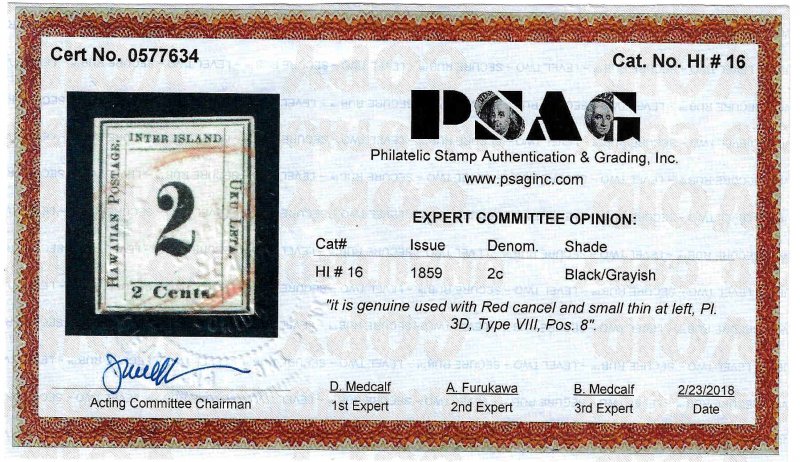 Cert No. 0577634
Cat. No. HI # 16
PSAG
Philatelic Stamp Authentication & Grading, Inc.
www.psaginc.com
INTER ISLAND
HAWAIIAN POSTAGE.
UKU LETA.
2
2 Cents.
EXPERT COMMITTEE OPINION:
Cat# Issue Denom. Shade
HI # 16 1859 2c Black/Grayish
"it is genuine used with Red cancel and small thin at left, Pl.
3D, Type VIII, Pos. 8".
Acting Committee Chairman
D. Medcalf A. Furukawa B. Medcalf 2/23/2018
1st Expert 2nd Expert 3rd Expert Date